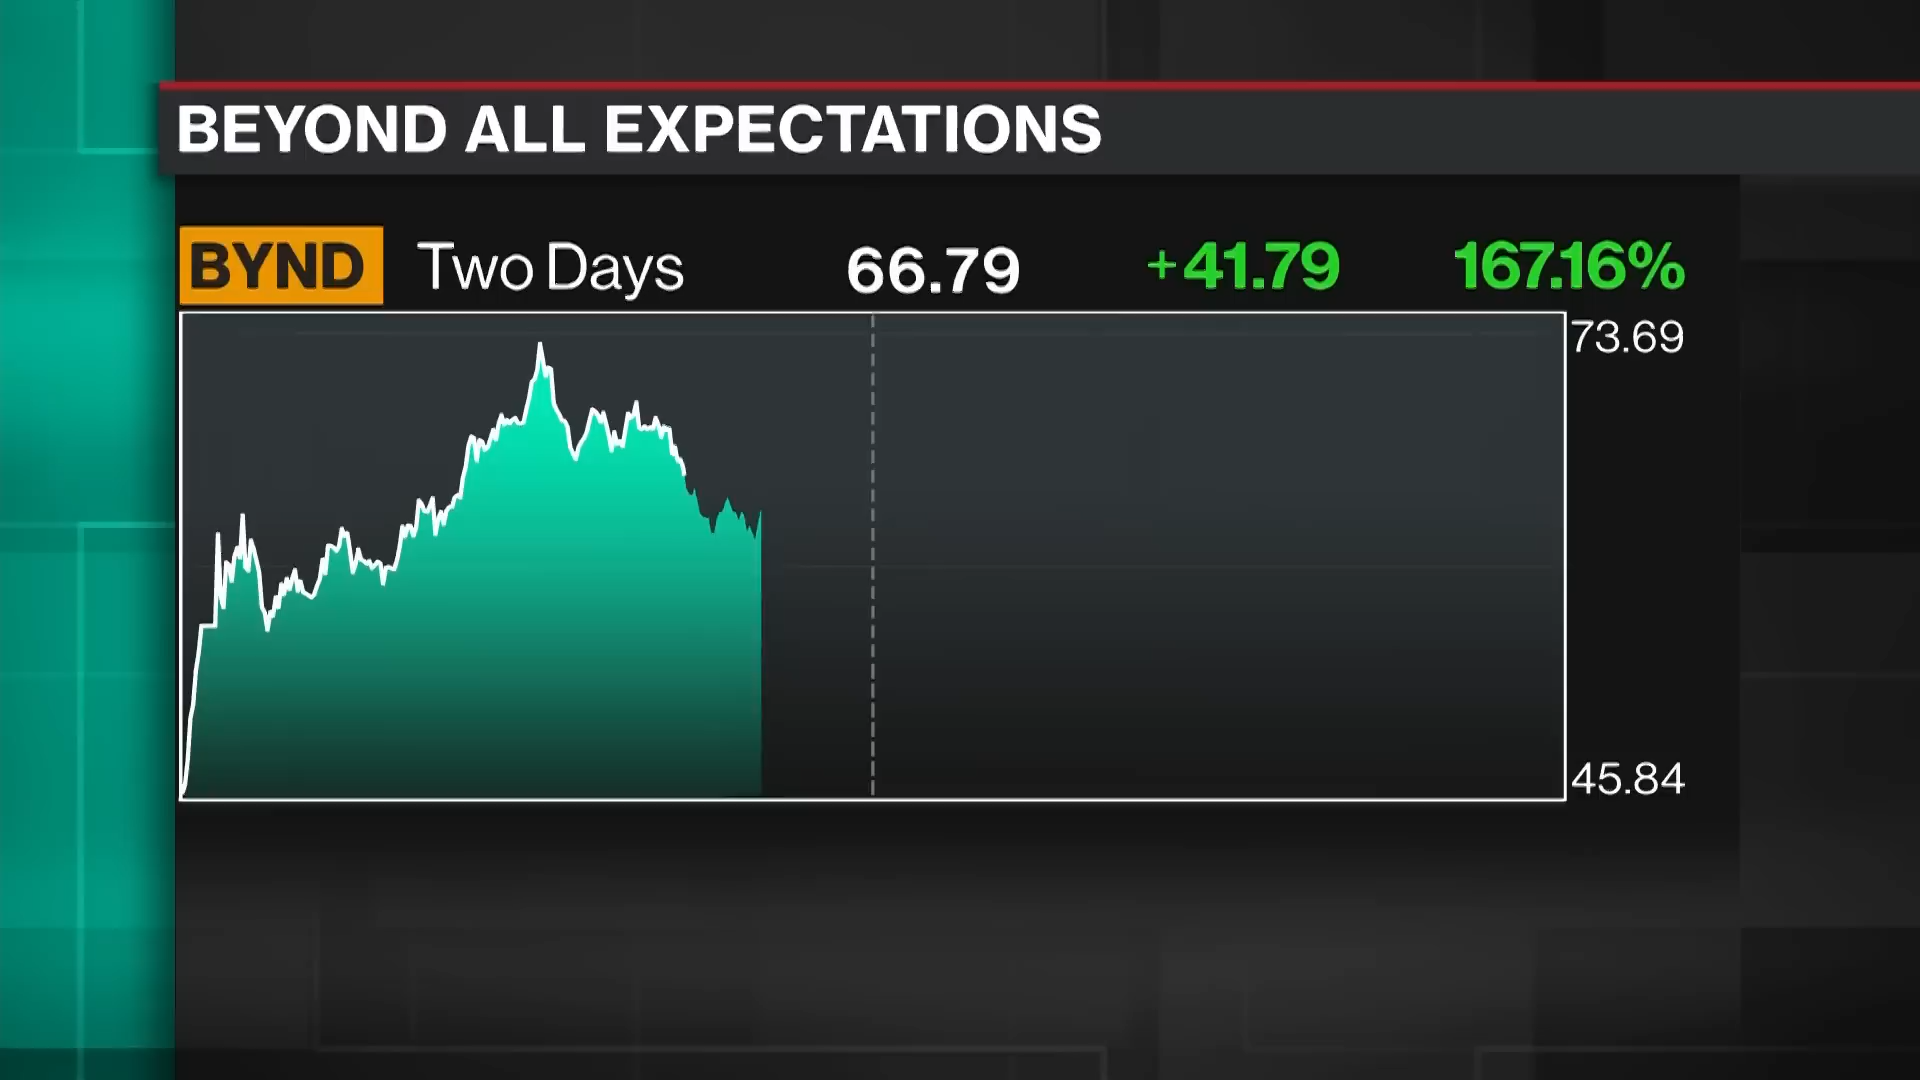 BEYOND ALL EXPECTATIONS
BYND Two Days 66.79 +41.79 167.16%
73.69
45.84